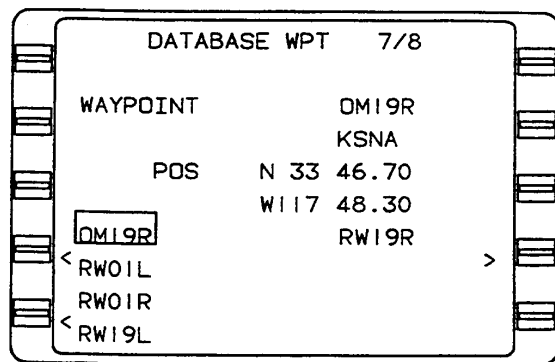 DATABASE WPT 7/8
WAYPOINT OM19R
KSNA
POS N 33 46.70
W117 48.30
OM19R RW19R
< RW01L >
RW01R
< RW19L